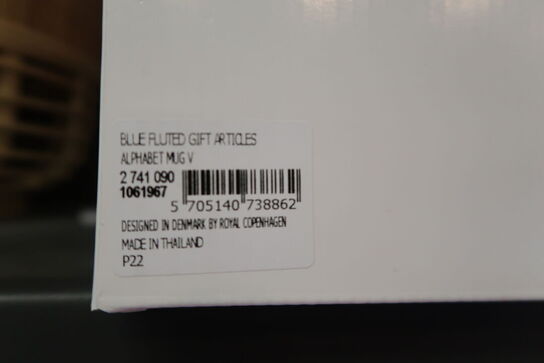 BLUE FLUTED GIFT ARTICLES
ALPHABET MUG V
2 741 090
1061967
5 705140 738862
DESIGNED IN DENMARK BY ROYAL COPENHAGEN
MADE IN THAILAND
P22